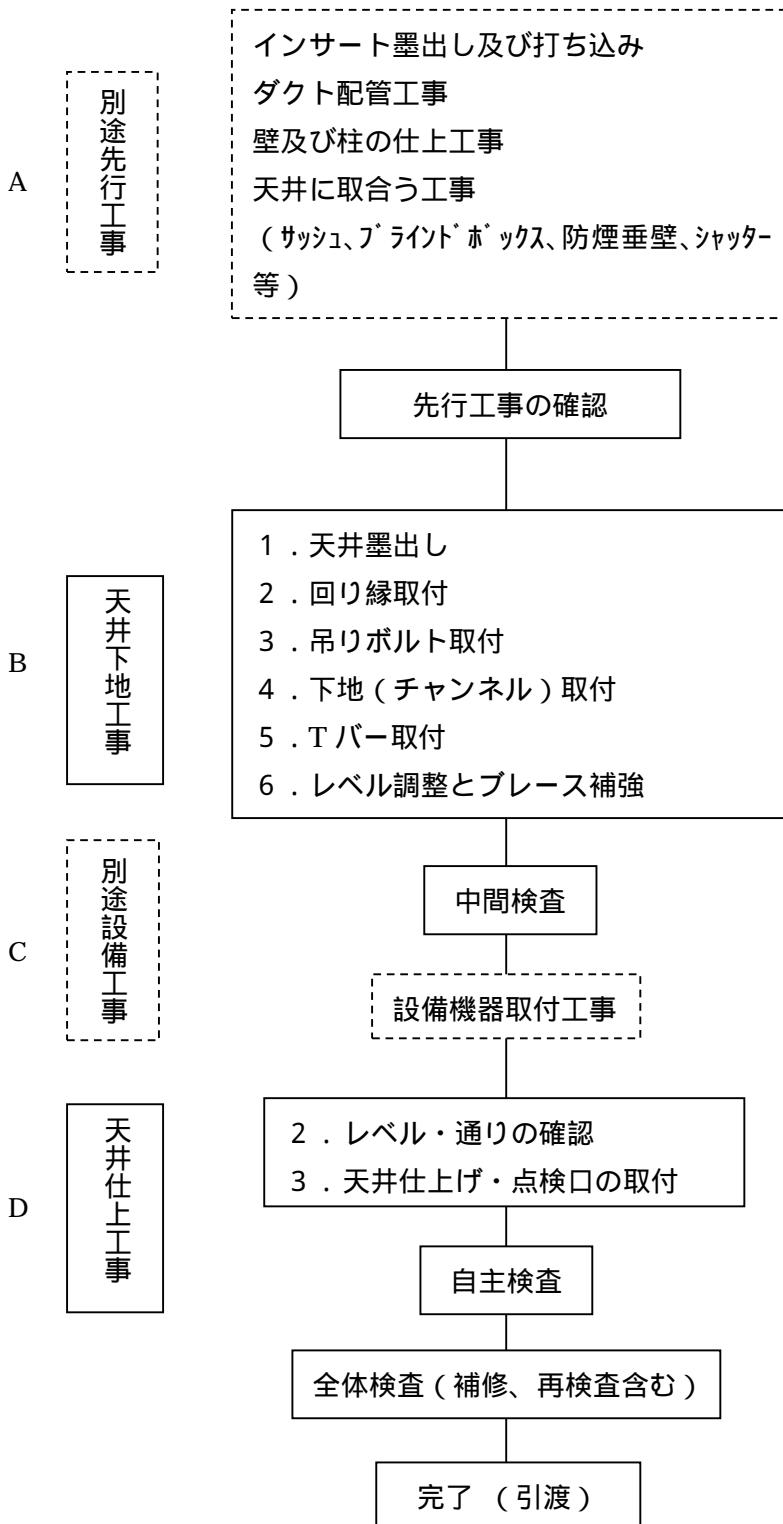 工事工程フロー
A
別途先行工事
インサート墨出し及び打ち込み
ダクト配管工事
壁及び柱の仕上工事
天井に取合う工事
（ｻｯｼｭ、ﾌﾞﾗｲﾝﾄﾞﾎﾞｯｸｽ、防煙垂壁、ｼｬｯﾀｰ
等）
先行工事の確認
B
天井下地工事
1．天井墨出し
2．回り縁取付
3．吊りボルト取付
4．下地（チャンネル）取付
5．Tバー取付
6．レベル調整とブレース補強
中間検査
C
別途設備工事
設備機器取付工事
D
天井仕上工事
2．レベル・通りの確認
3．天井仕上げ・点検口の取付
自主検査
全体検査（補修、再検査含む）
完了 （引渡）